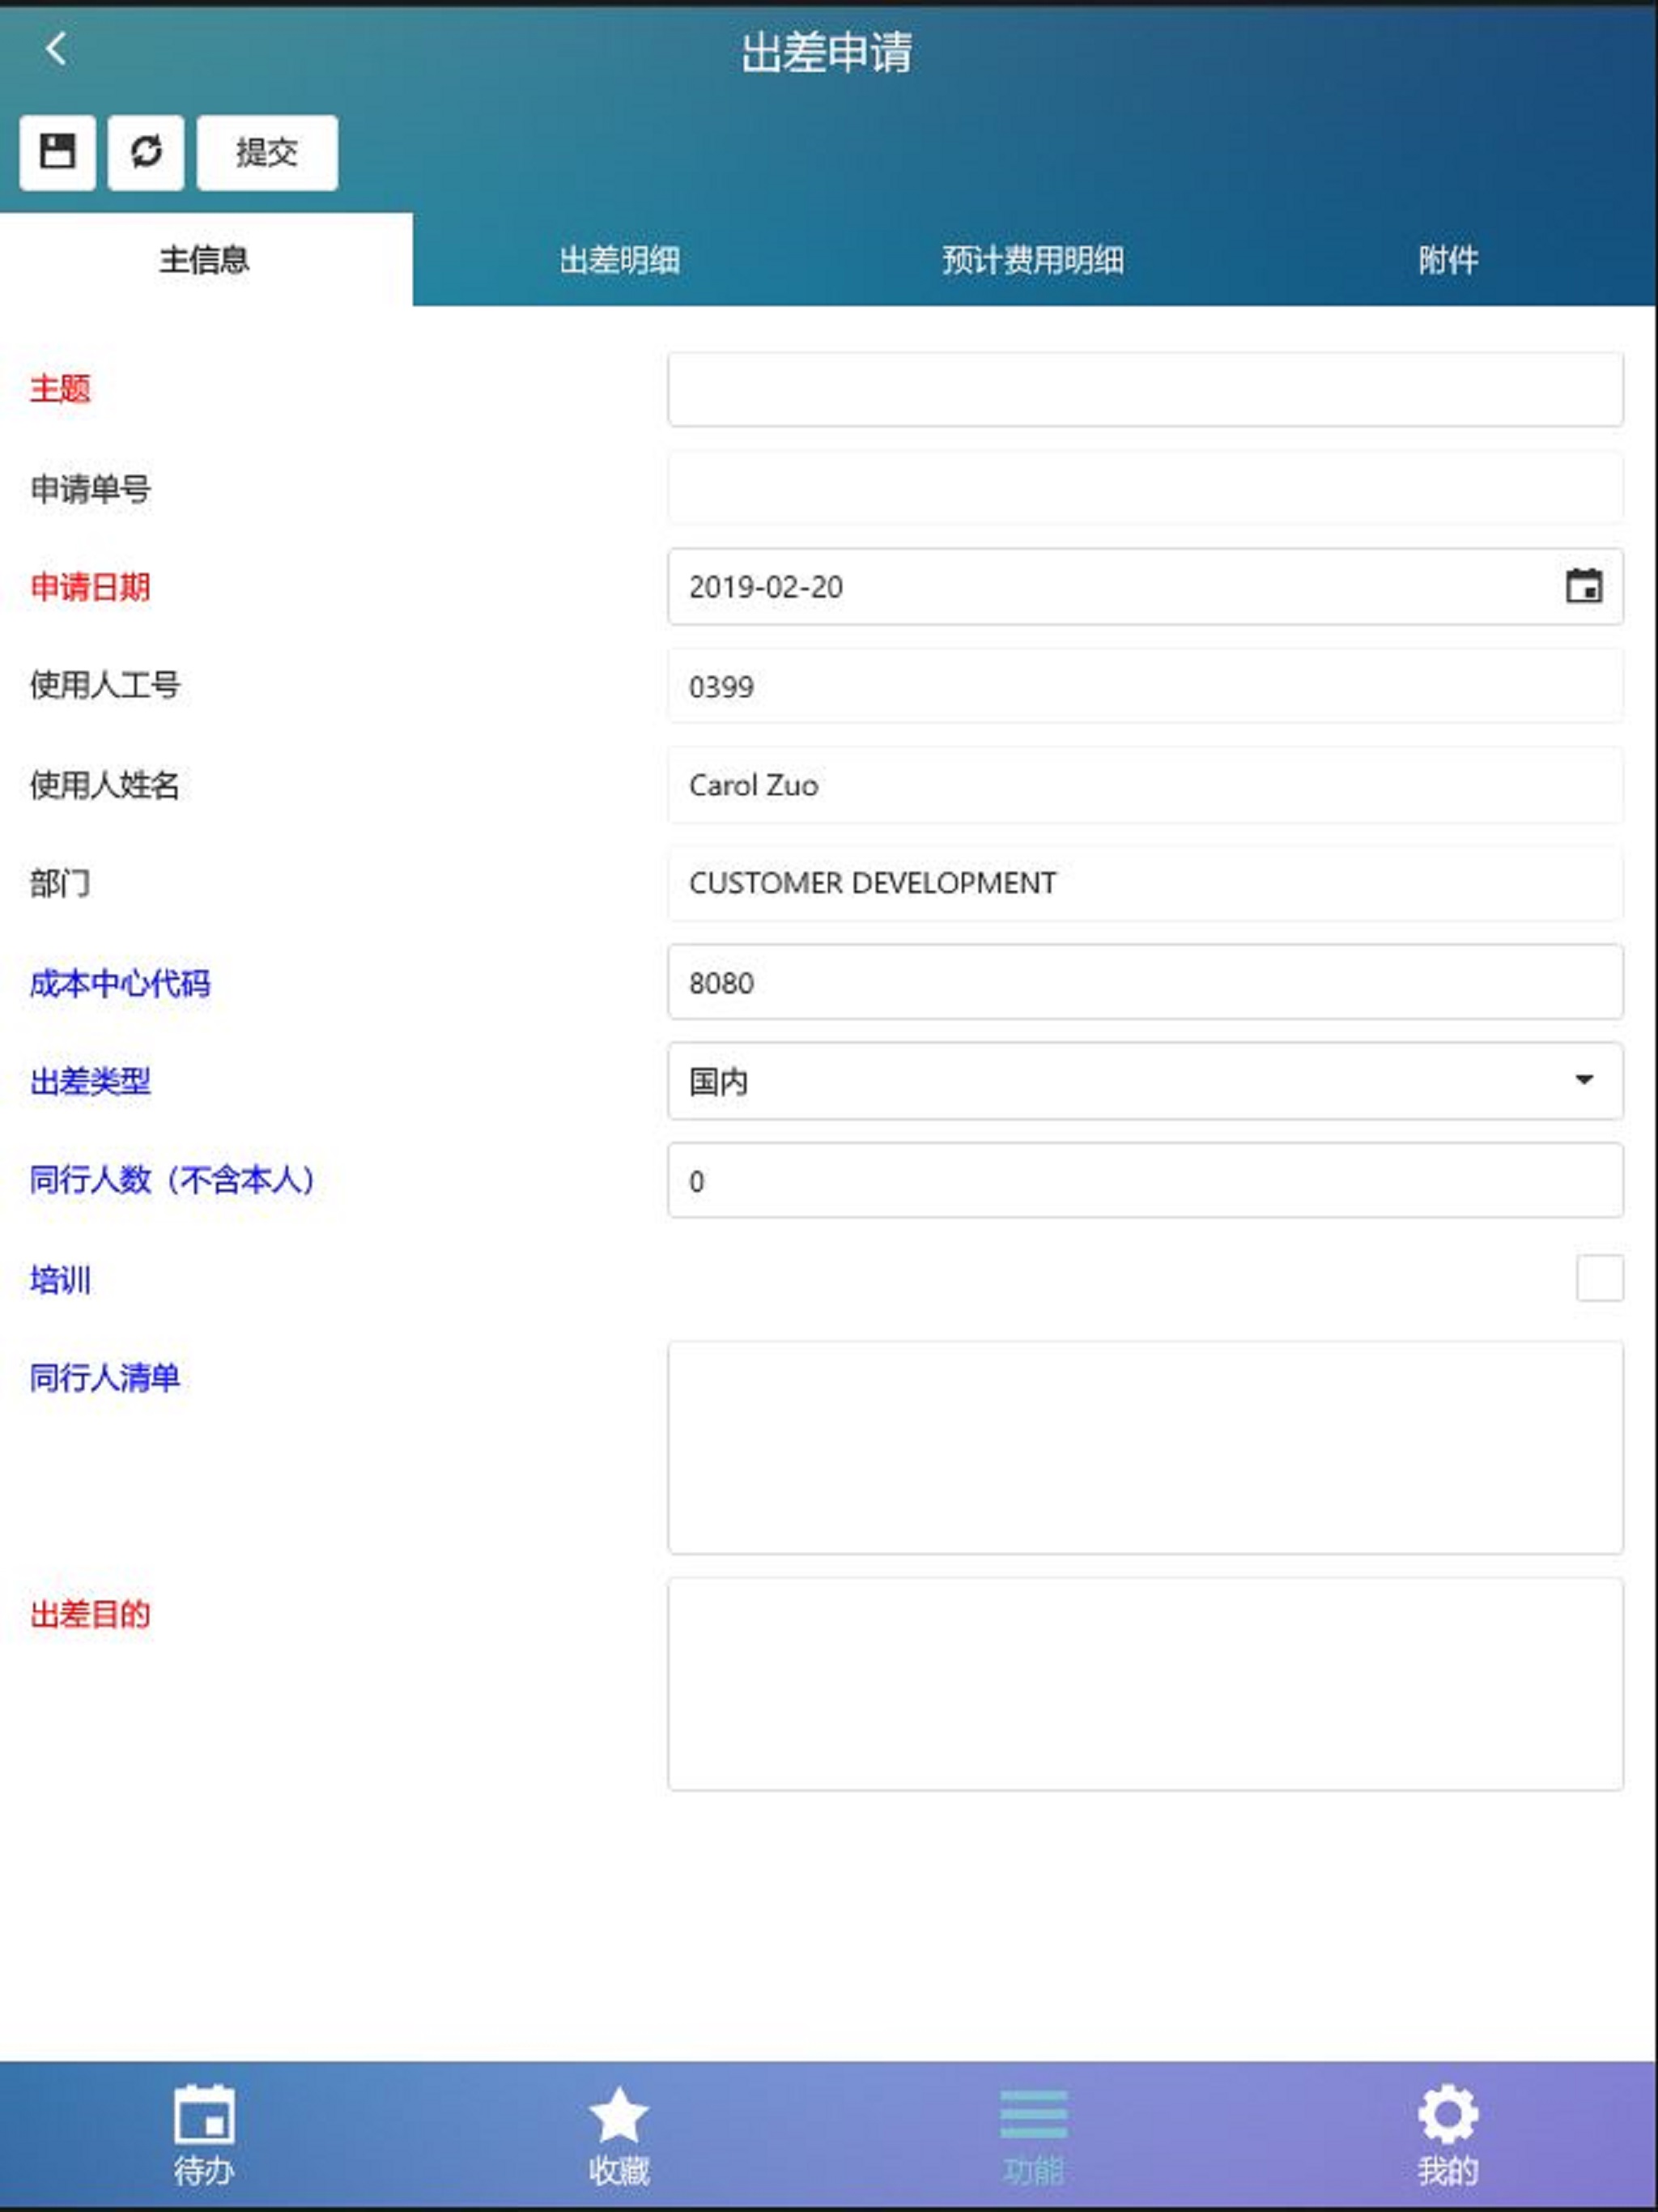 出差申请
提交
主信息 出差明细 预计费用明细 附件
主题
申请单号
申请日期 2019-02-20
使用人工号 0399
使用人姓名 Carol Zuo
部门 CUSTOMER DEVELOPMENT
成本中心代码 8080
出差类型 国内
同行人数（不含本人） 0
培训
同行人清单
出差目的
待办 收藏 功能 我的